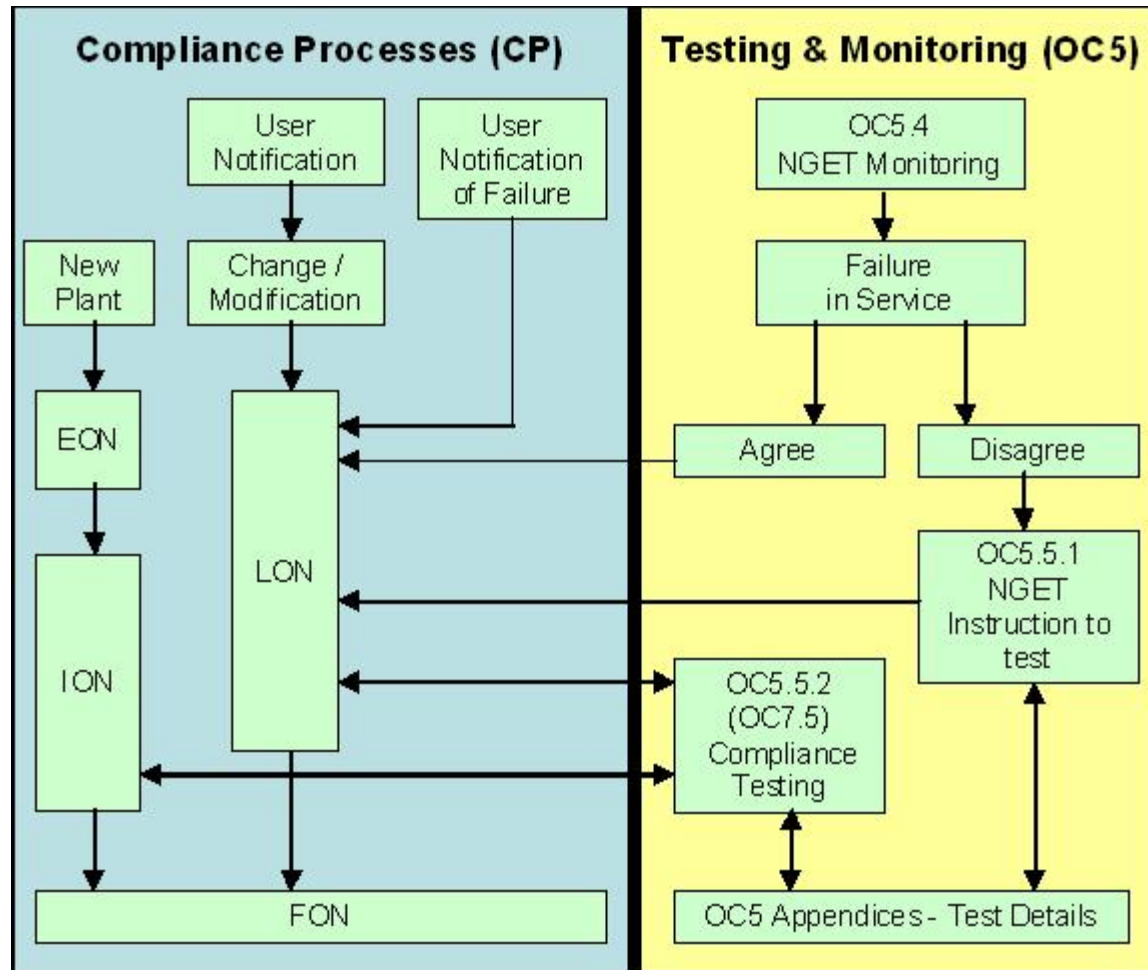 Compliance Processes (CP)
User
Notification
User
Notification
of Failure
New
Plant
Change /
Modification
EON
LON
ION
FON
Testing & Monitoring (OC5)
OC5.4
NGET Monitoring
Failure
in Service
Agree
Disagree
OC5.5.1
NGET
Instruction to
test
OC5.5.2
(OC7.5)
Compliance
Testing
OC5 Appendices - Test Details